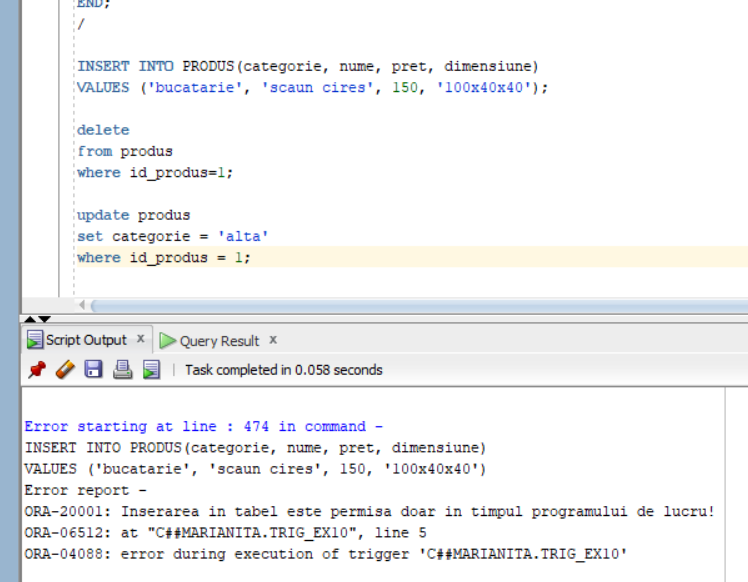 END;
/
INSERT INTO PRODUS(categorie, nume, pret, dimensiune)
VALUES ('bucatarie', 'scaun cires', 150, '100x40x40');
delete
from produs
where id_produs=1;
update produs
set categorie = 'alta'
where id_produs = 1;
Script Output x Query Result x
Task completed in 0.058 seconds
Error starting at line : 474 in command -
INSERT INTO PRODUS(categorie, nume, pret, dimensiune)
VALUES ('bucatarie', 'scaun cires', 150, '100x40x40')
Error report -
ORA-20001: Inserarea in tabel este permisa doar in timpul programului de lucru!
ORA-06512: at "C##MARIANITA.TRIG_EX10", line 5
ORA-04088: error during execution of trigger 'C##MARIANITA.TRIG_EX10'